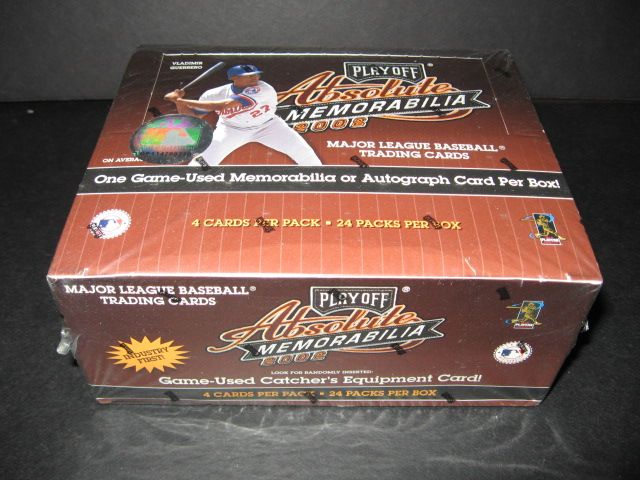 VLADIMIR
GUERRERO
27
PLAYOFF
Absolute
MEMORABILIA
2002
MAJOR LEAGUE BASEBALL®
TRADING CARDS
ON AVERA
One Game-Used Memorabilia or Autograph Card Per Box!
4 CARDS PER PACK • 24 PACKS PER BOX
MAJOR LEAGUE BASEBALL®
TRADING CARDS
PLAYOFF
Absolute
MEMORABILIA
2002
INDUSTRY
FIRST!
LOOK FOR RANDOMLY INSERTED:
Game-Used Catcher's Equipment Card!
4 CARDS PER PACK • 24 PACKS PER BOX